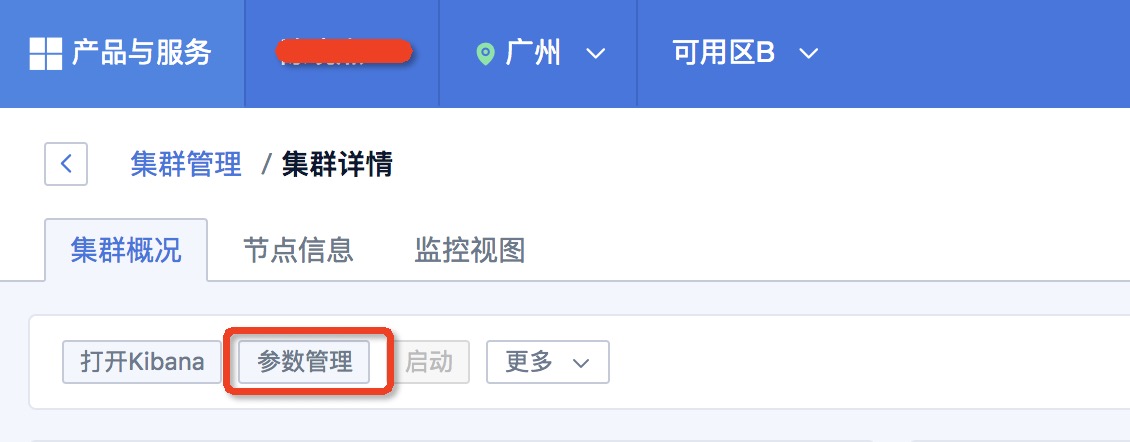 产品与服务
广州
可用区B
集群管理 / 集群详情
集群概况 节点信息 监控视图
打开Kibana 参数管理 启动 更多